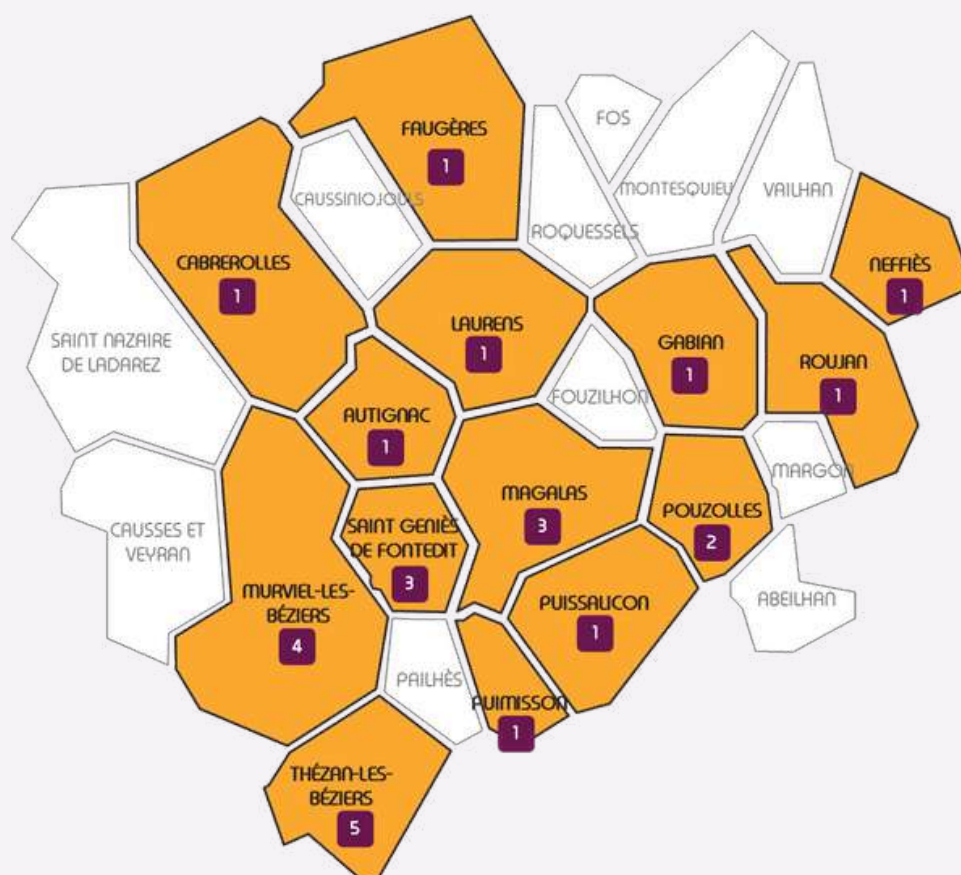 FOS
FAUGÈRES
1
MONTESQUIEU
VAILHAN
CAUSSINIOJOULS
ROQUESSELS
CABREROLLES
1
NEFFIÈS
1
LAURENS
1
GABIAN
1
SAINT NAZAIRE
DE LADAREZ
ROUJAN
1
FOUZILHON
AUTIGNAC
1
MARGON
MAGALAS
3
POUZOLLES
2
CAUSSES ET
VEYRAN
SAINT GENIÈS
DE FONTEDIT
3
MURVIEL-LES-
BÉZIERS
4
PUISSALICON
1
ABEILHAN
PAILHÈS
PUIMISSON
1
THÉZAN-LES-
BÉZIERS
5